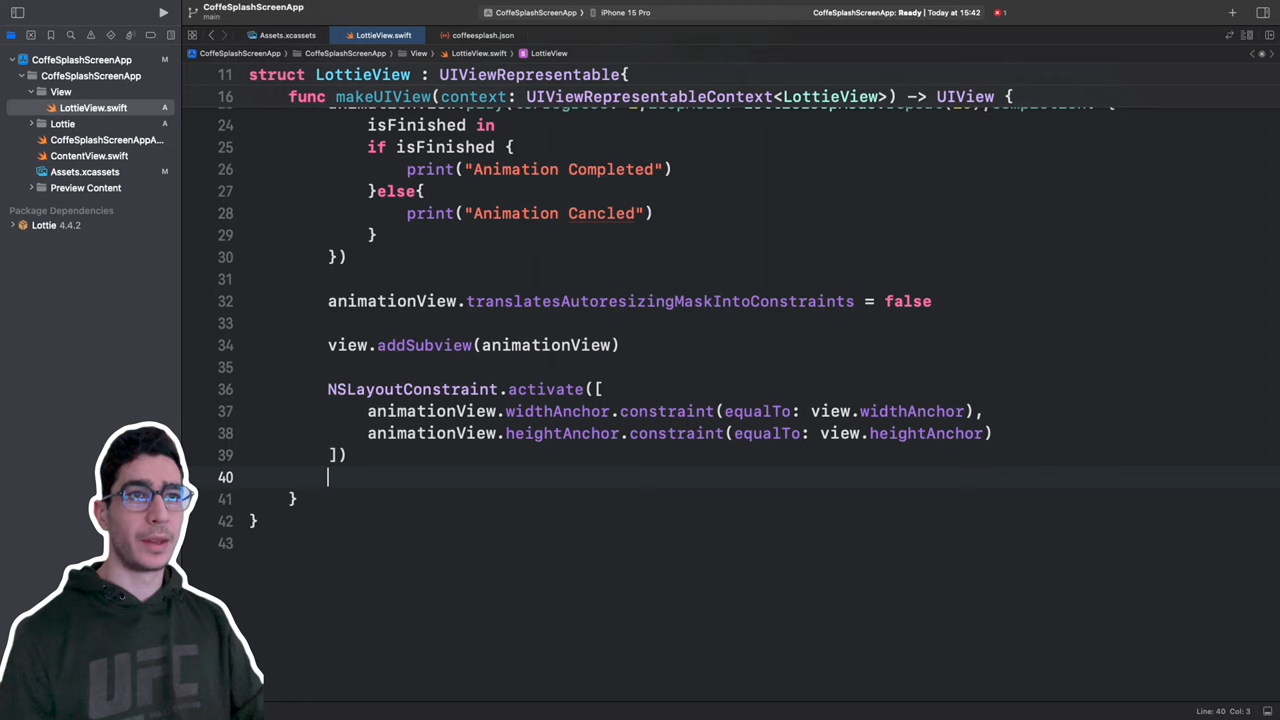 CoffeSplashScreenApp
main
CoffeSplashScreenApp
iPhone 15 Pro
CoffeSplashScreenApp: Ready | Today at 15:42
1
Assets.xcassets
LottieView.swift
coffeesplash.json
CoffeSplashScreenApp
CoffeSplashScreenApp
CoffeSplashScreenApp
View
LottieView.swift
LottieView
CoffeSplashScreenApp
View
LottieView.swift A
Lottie A
CoffeSplashScreenAppA... A
ContentView.swift A
Assets.xcassets M
Preview Content
Package Dependencies
Lottie 4.4.2
11 struct LottieView : UIViewRepresentable{
16 func makeUIView(context: UIViewRepresentableContext<LottieView>) -> UIView {
24 isFinished in
25 if isFinished {
26 print("Animation Completed")
27 }else{
28 print("Animation Cancled")
29 }
30 })
31
32 animationView.translatesAutoresizingMaskIntoConstraints = false
33
34 view.addSubview(animationView)
35
36 NSLayoutConstraint.activate([
37 animationView.widthAnchor.constraint(equalTo: view.widthAnchor),
38 animationView.heightAnchor.constraint(equalTo: view.heightAnchor)
39 ])
40
41 }
42 }
43
UFC
Line: 40 Col: 3